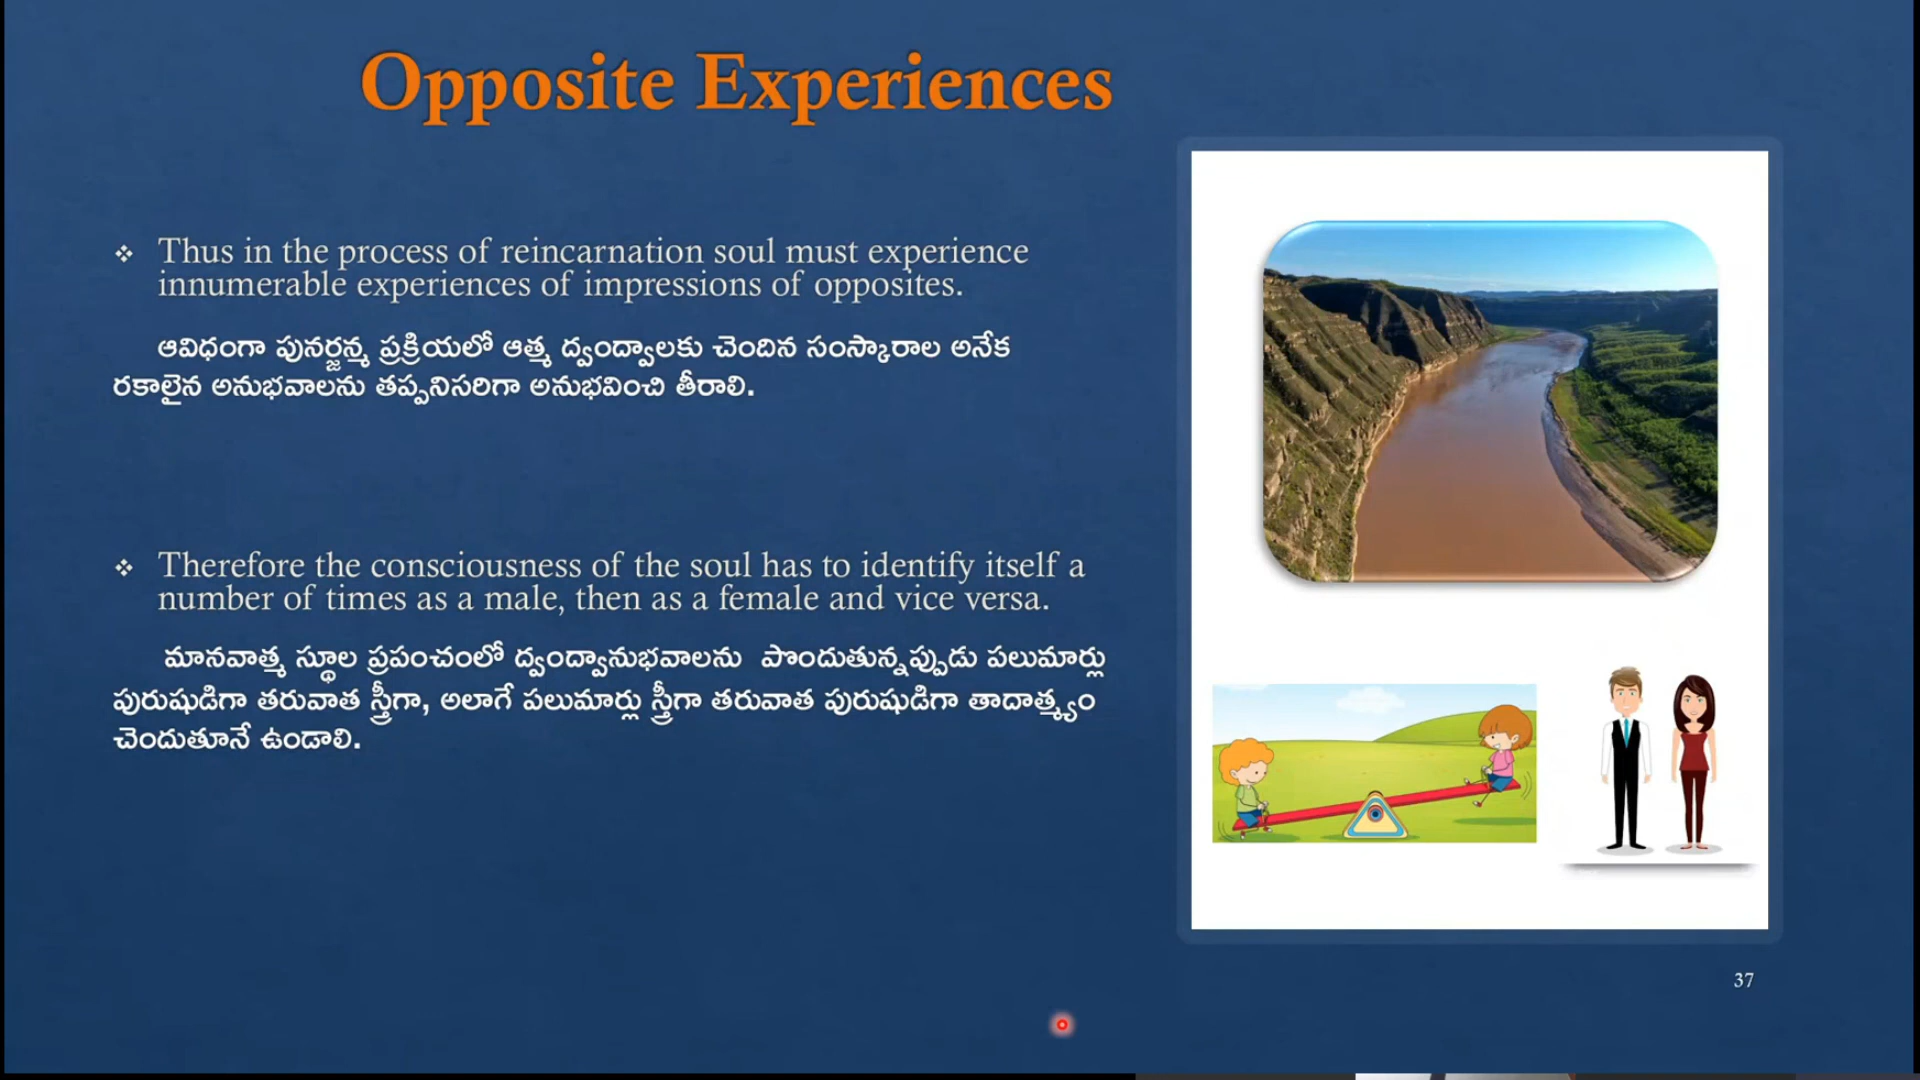 Opposite Experiences
❖ Thus in the process of reincarnation soul must experience
innumerable experiences of impressions of opposites.
ఆవిధంగా పునర్జన్మ ప్రక్రియలో ఆత్మ ద్వంద్వాలకు చెందిన సంస్కారాల అనేక
రకాలైన అనుభవాలను తప్పనిసరిగా అనుభవించి తీరాలి.
❖ Therefore the consciousness of the soul has to identify itself a
number of times as a male, then as a female and vice versa.
మానవాత్మ స్థూల ప్రపంచంలో ద్వంద్వానుభవాలను పొందుతున్నప్పుడు పలుమార్లు
పురుషుడిగా తరువాత స్త్రీగా, అలాగే పలుమార్లు స్త్రీగా తరువాత పురుషుడిగా తాదాత్మ్యం
చెందుతూనే ఉండాలి.
37